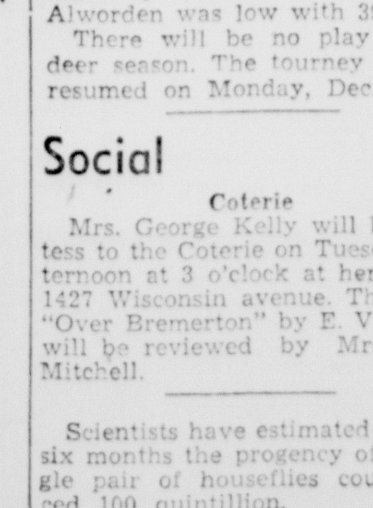 Alworden was low with 3
There will be no play
deer season. The tourney
resumed on Monday, Dec
Social
Coterie
Mrs. George Kelly will
tess to the Coterie on Tues
ternoon at 3 o'clock at her
1427 Wisconsin avenue. Th
"Over Bremerton" by E. V
will be reviewed by Mr
Mitchell.
Scientists have estimated
six months the progency of
gle pair of houseflies cou
ced 100 quintillion.